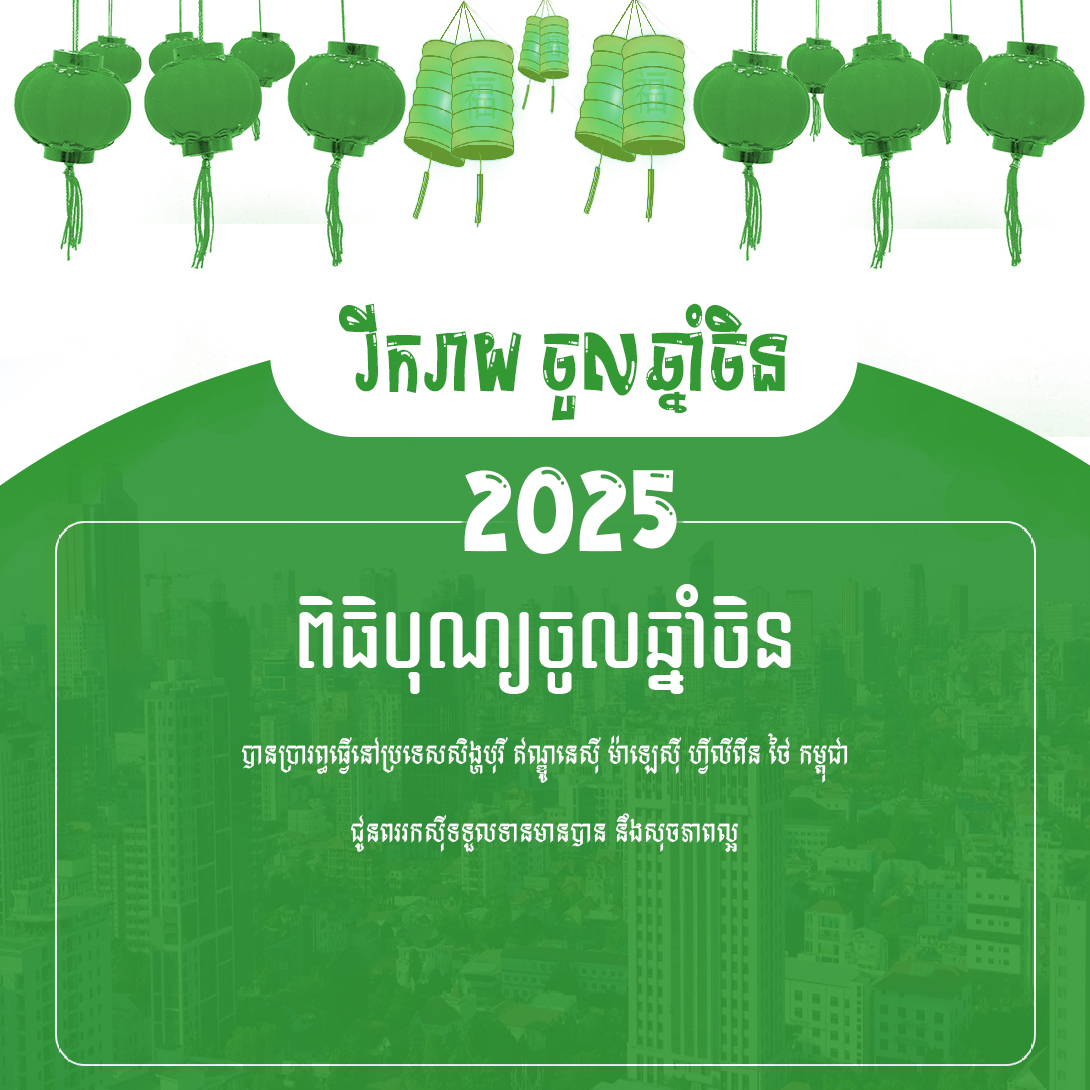 រីករាយ ចូលឆ្នាំចិន
2025
ពិធិបុណ្យចូលឆ្នាំចិន
បានប្រារព្ធធ្វើនៅប្រទេសសិង្ហបុរី ឥណ្ឌូនេស៊ី ម៉ាឡេស៊ី ហ្វីលីពីន ថៃ កម្ពុជា
ជូនពររកស៊ីទទួលទានមានបាន និងសុចភាពល្អ